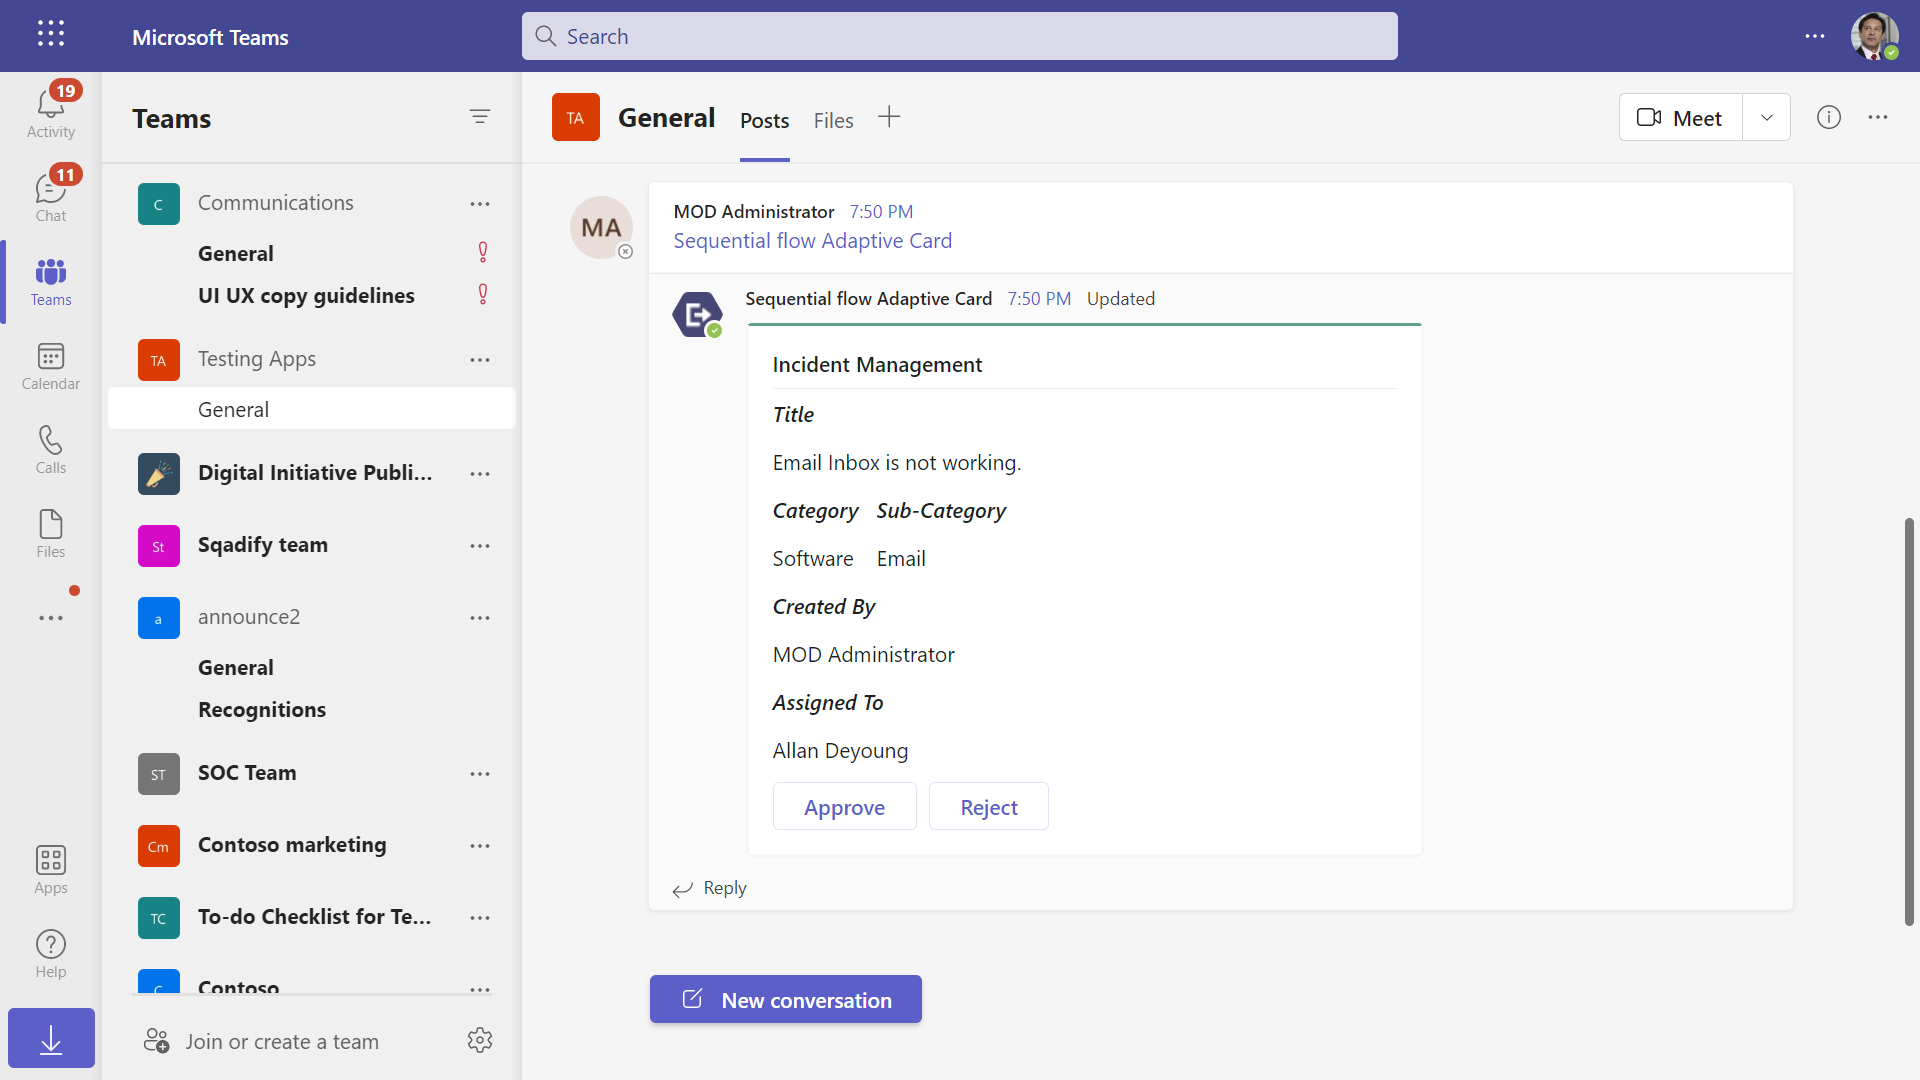 Microsoft Teams
Search
19
Activity
11
Chat
Teams
Calendar
Calls
Files
Apps
Help
Teams
C Communications
General
UI UX copy guidelines
TA Testing Apps
General
Digital Initiative Publi...
St Sqadify team
a announce2
General
Recognitions
ST SOC Team
Cm Contoso marketing
TC To-do Checklist for Te...
C Contoso
Join or create a team
TA General Posts Files
Meet
MA
MOD Administrator 7:50 PM
Sequential flow Adaptive Card
Sequential flow Adaptive Card 7:50 PM Updated
Incident Management
Title
Email Inbox is not working.
Category Sub-Category
Software Email
Created By
MOD Administrator
Assigned To
Allan Deyoung
Approve Reject
Reply
New conversation